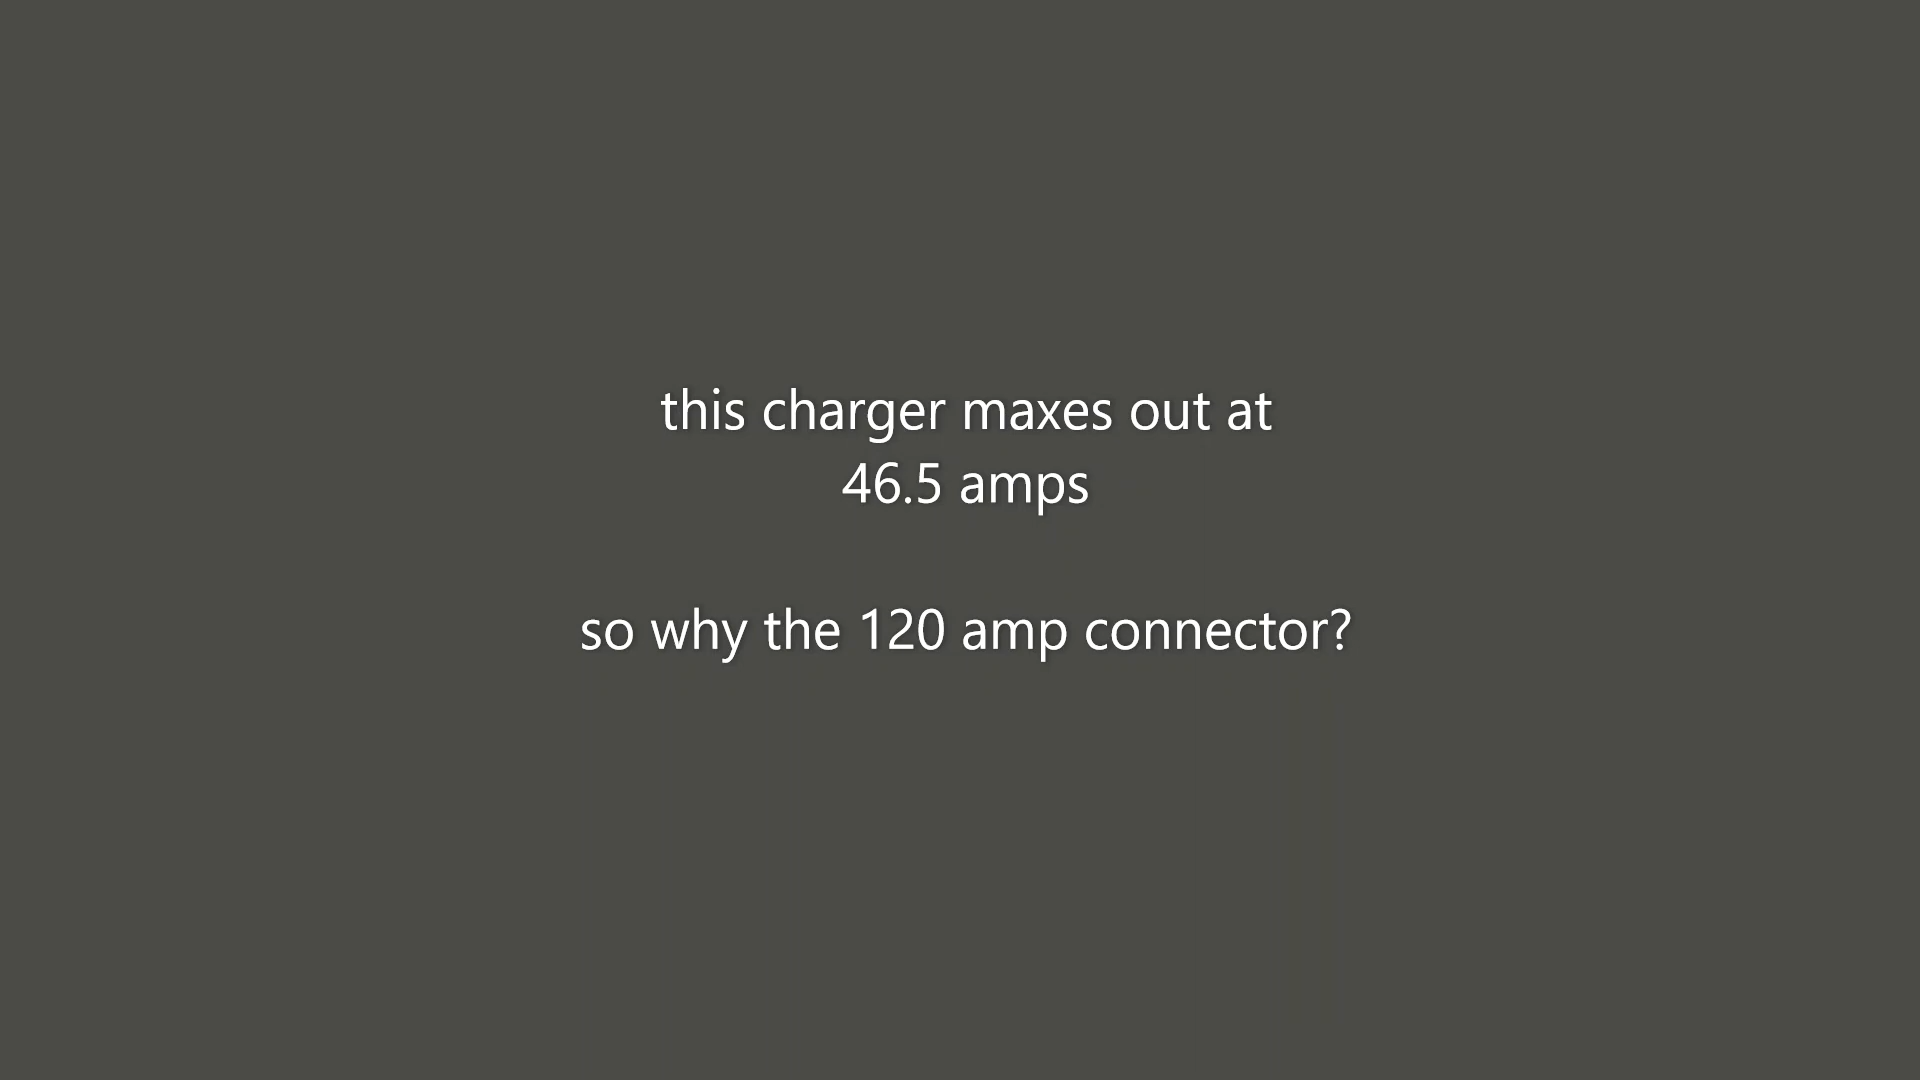 this charger maxes out at
46.5 amps
so why the 120 amp connector?